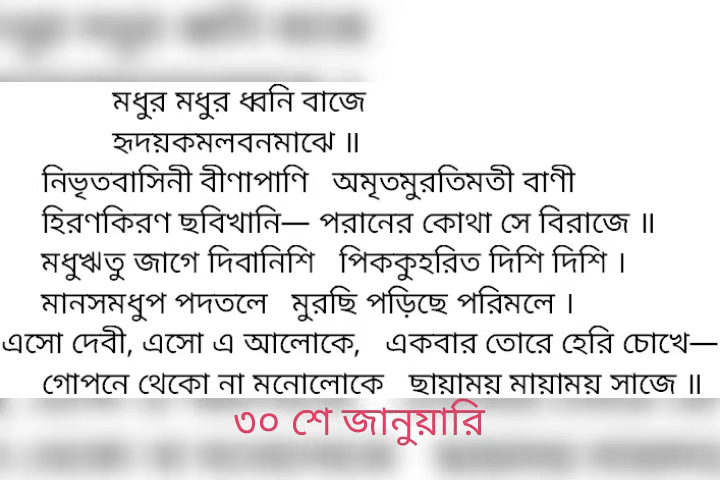 মধুর মধুর ধ্বনি বাজে
হৃদয়কমলবনমাঝে ॥
নিভৃতবাসিনী বীণাপাণি অমৃতমুরতিমতী বাণী
হিরণকিরণ ছবিখানি— পরানের কোথা সে বিরাজে ॥
মধুঋতু জাগে দিবানিশি পিককুহরিত দিশি দিশি ।
মানসমধুপ পদতলে মুরছি পড়িছে পরিমলে ।
এসো দেবী, এসো এ আলোকে, একবার তোরে হেরি চোখে—
গোপনে থেকো না মনোলোকে ছায়াময় মায়াময় সাজে ॥
৩০ শে জানুয়ারি